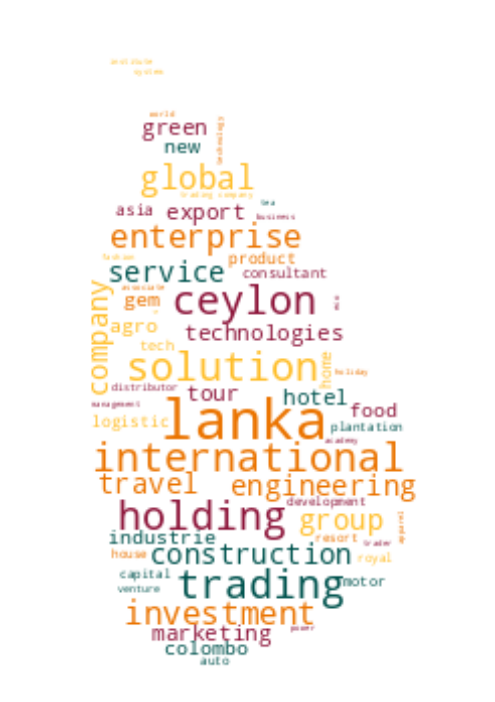 institute
system
world
green
technology
new
global
trading company
tea
asia export
business
enterprise
fashion
product
service consultant
associate
gem ceylon
company
agro technologies
tech
solution
home
holiday
distributor tour hotel
management
lanka food
logistic plantation
academy
international
travel engineering
development
holding group
apparel
industrie resort
trader
house construction royal
capital trading motor
venture
investment
marketing power
colombo
auto